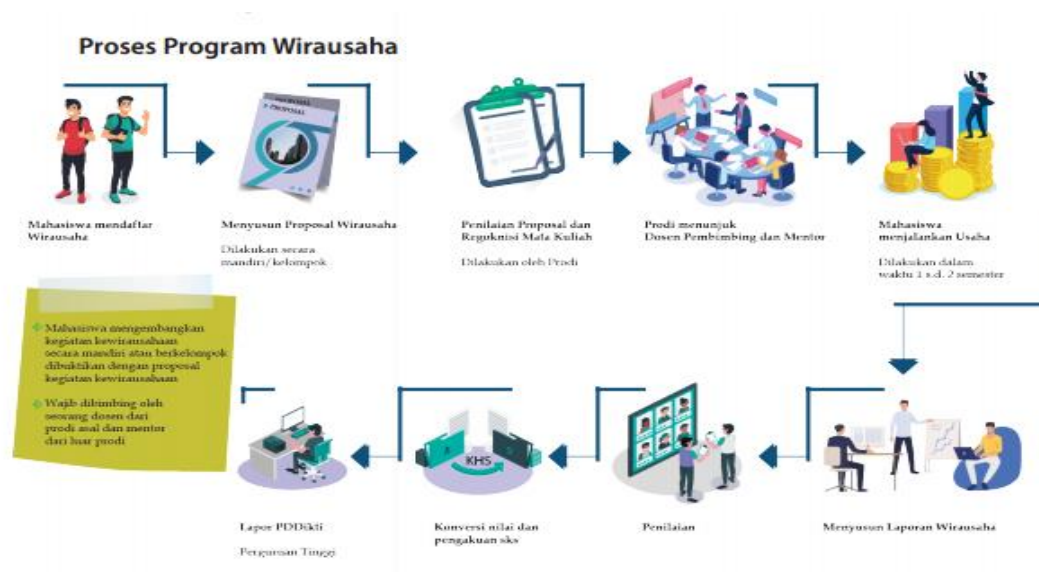 Proses Program Wirausaha
PROPOSAL
Mahasiswa mendaftar
Wirausaha
Menyusun Proposal Wirausaha
Dilakukan secara
mandiri/kelompok
Penilaian Proposal dan
Regoknisi Mata Kuliah
Dilakukan oleh Prodi
Prodi menunjuk
Dosen Pembimbing dan Mentor
Mahasiswa
menjalankan Usaha
Dilakukan dalam
waktu 1 s.d. 2 semester
Mahasiswa mengembangkan
kegiatan kewirausahaan
secara mandiri atau berkelompok
dibuktikan dengan proposal
kegiatan kewirausahaan
Wajib dibimbing oleh
seorang dosen dari
prodi asal dan mentor
dari luar prodi
KHS
Lapor PDDikti
Perguruan Tinggi
Konversi nilai dan
pengakuan sks
Penilaian
Menyusun Laporan Wirausaha